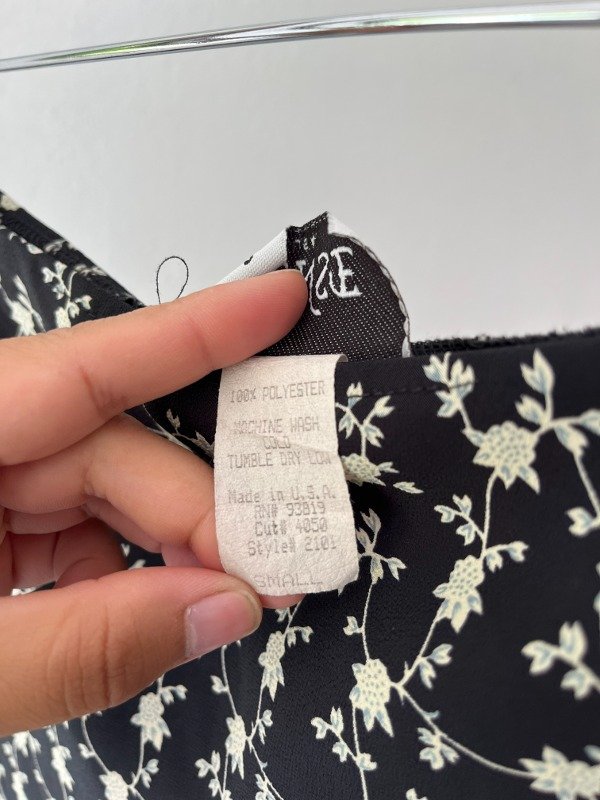 100% POLYESTER
MACHINE WASH
COLD
TUMBLE DRY LOW
Made in U.S.A.
RN# 93819
Cut# 4050
Style# 2101
SMALL